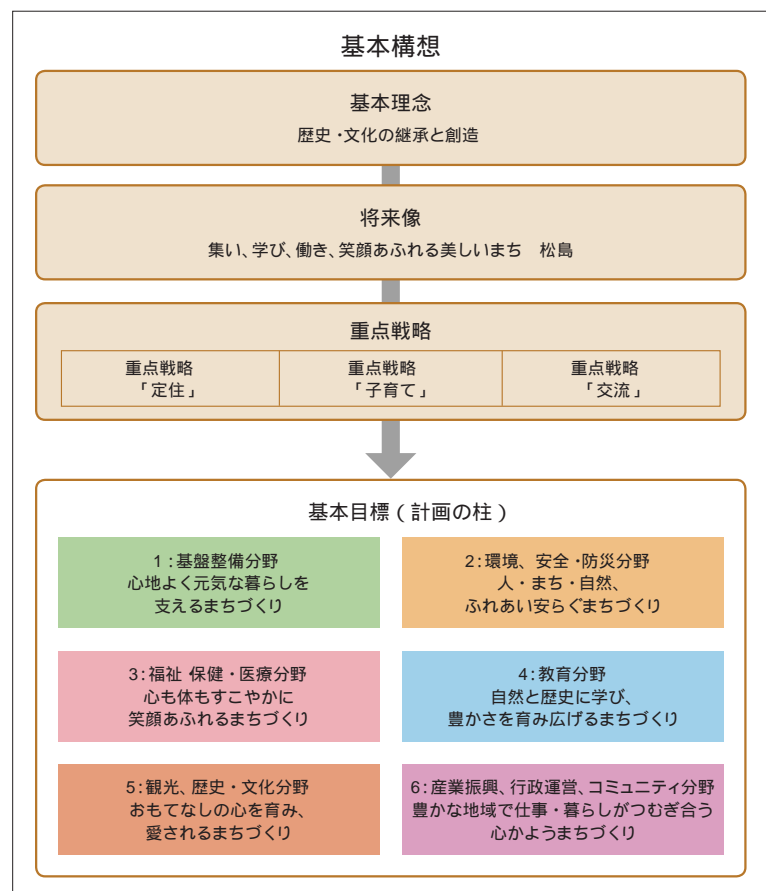 基本構想
基本理念
歴史・文化の継承と創造
将来像
集い、学び、働き、笑顔あふれる美しいまち　松島
重点戦略
重点戦略
「定住」
重点戦略
「子育て」
重点戦略
「交流」
基本目標（計画の柱）
1：基盤整備分野
心地よく元気な暮らしを
支えるまちづくり
2：環境、安全・防災分野
人・まち・自然、
ふれあい安らぐまちづくり
3：福祉 保健・医療分野
心も体もすこやかに
笑顔あふれるまちづくり
4：教育分野
自然と歴史に学び、
豊かさを育み広げるまちづくり
5：観光、歴史・文化分野
おもてなしの心を育み、
愛されるまちづくり
6：産業振興、行政運営、コミュニティ分野
豊かな地域で仕事・暮らしがつむぎ合う
心かようまちづくり